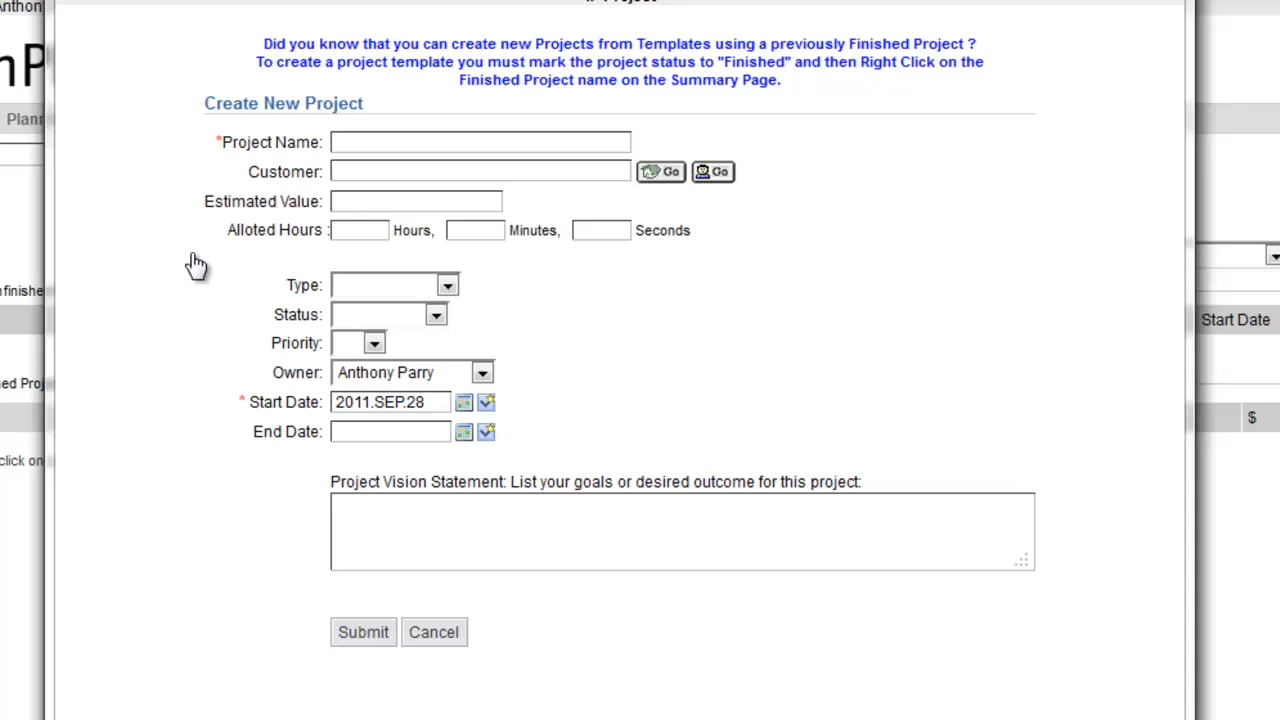 Anthony
Did you know that you can create new Projects from Templates using a previously Finished Project ?
To create a project template you must mark the project status to "Finished" and then Right Click on the
Finished Project name on the Summary Page.
Create New Project
*Project Name:
Customer:
Go
Go
Estimated Value:
Alloted Hours :
Hours,
Minutes,
Seconds
Type:
Status:
Priority:
Owner: Anthony Parry
* Start Date: 2011.SEP.28
End Date:
Project Vision Statement: List your goals or desired outcome for this project:
Submit
Cancel
Start Date
$
click on